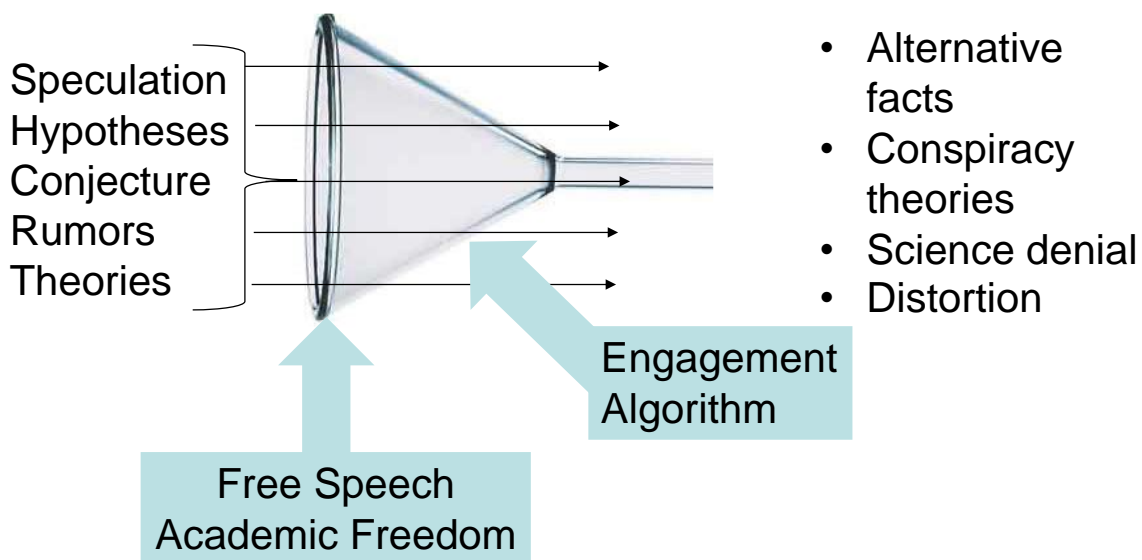 Speculation
Hypotheses
Conjecture
Rumors
Theories
• Alternative
facts
• Conspiracy
theories
• Science denial
• Distortion
Engagement
Algorithm
Free Speech
Academic Freedom